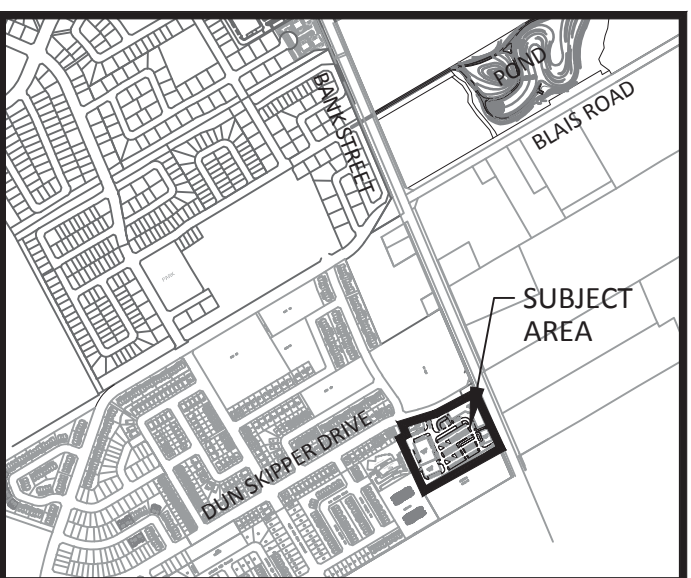 BANK STREET
POND
BLAIS ROAD
PARK
SUBJECT
AREA
DUN SKIPPER DRIVE